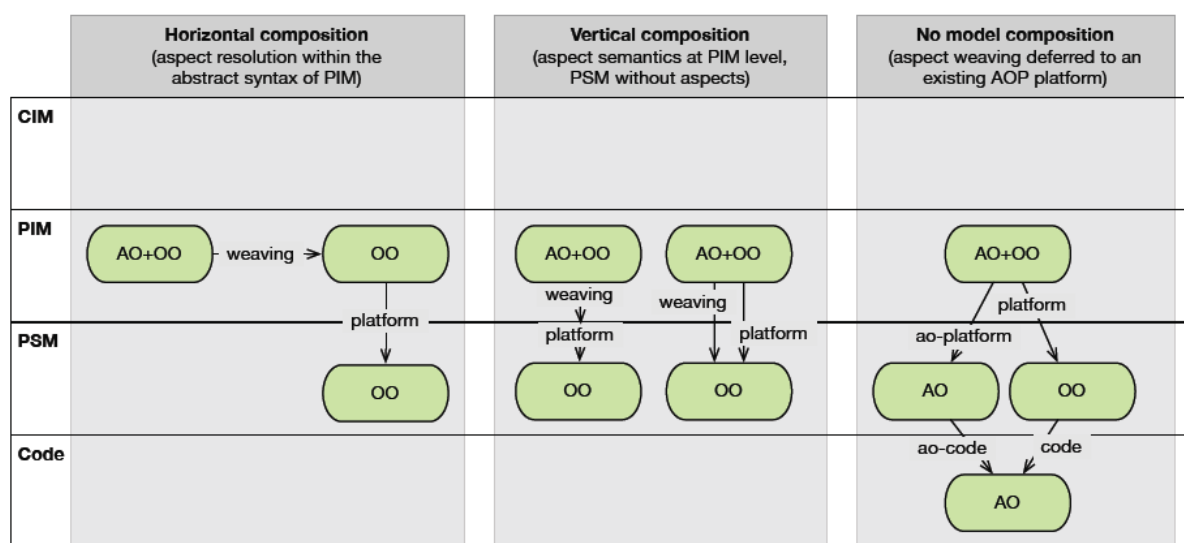 Horizontal composition
(aspect resolution within the
abstract syntax of PIM)
Vertical composition
(aspect semantics at PIM level,
PSM without aspects)
No model composition
(aspect weaving deferred to an
existing AOP platform)
CIM
PIM
AO+OO
weaving
OO
platform
AO+OO
AO+OO
weaving
weaving
platform
platform
AO+OO
platform
ao-platform
PSM
OO
OO
OO
AO
OO
Code
ao-code
code
AO